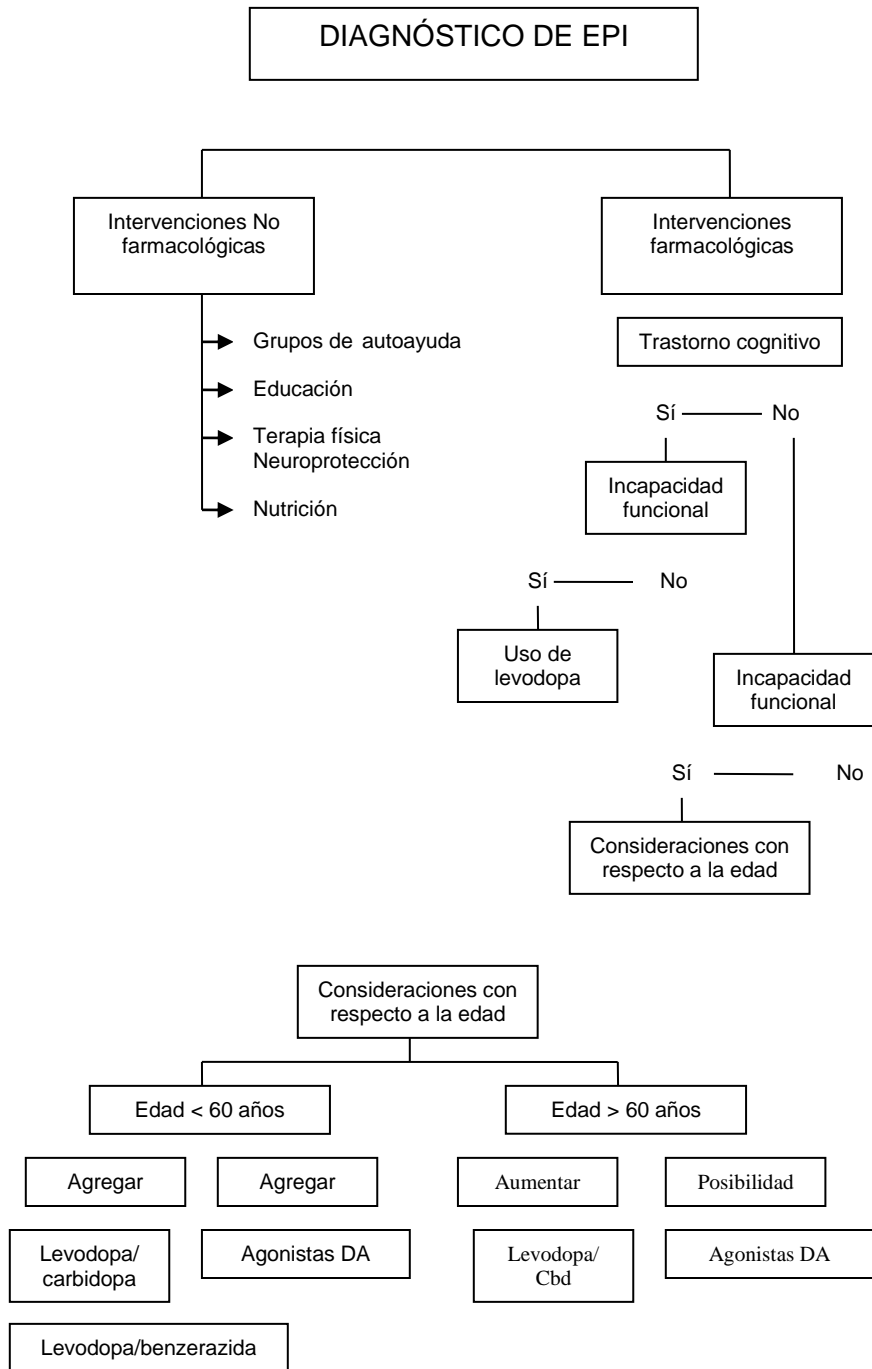 DIAGNÓSTICO DE EPI
Intervenciones No
farmacológicas
Intervenciones
farmacológicas
Grupos de autoayuda
Educación
Terapia física
Neuroprotección
Nutrición
Trastorno cognitivo
Sí
No
Incapacidad
funcional
Sí
No
Uso de
levodopa
Incapacidad
funcional
Sí
No
Consideraciones con
respecto a la edad
Consideraciones con
respecto a la edad
Edad < 60 años
Edad > 60 años
Agregar
Agregar
Aumentar
Posibilidad
Levodopa/
carbidopa
Agonistas DA
Levodopa/
Cbd
Agonistas DA
Levodopa/benzerazida